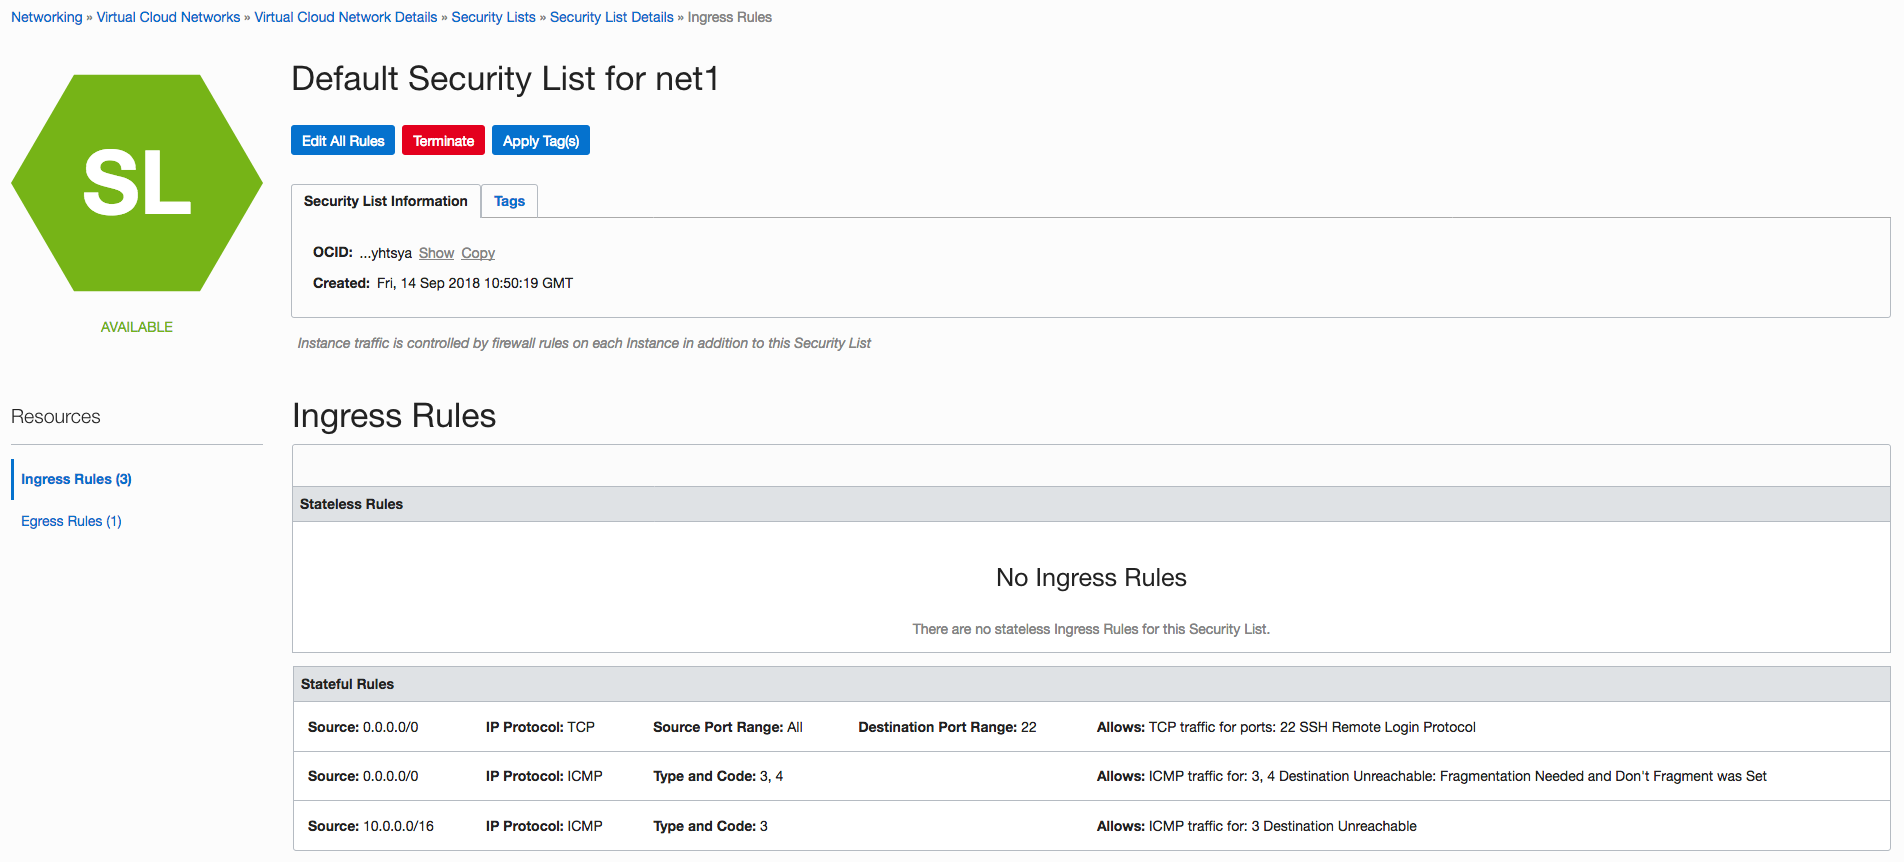 Networking » Virtual Cloud Networks » Virtual Cloud Network Details » Security Lists » Security List Details » Ingress Rules
SL
AVAILABLE
Default Security List for net1
Edit All Rules Terminate Apply Tag(s)
Security List Information Tags
OCID: ...yhtsya Show Copy
Created: Fri, 14 Sep 2018 10:50:19 GMT
Instance traffic is controlled by firewall rules on each Instance in addition to this Security List
Resources
Ingress Rules (3)
Egress Rules (1)
Ingress Rules
Stateless Rules
No Ingress Rules
There are no stateless Ingress Rules for this Security List.
Stateful Rules
Source: 0.0.0.0/0 IP Protocol: TCP Source Port Range: All Destination Port Range: 22 Allows: TCP traffic for ports: 22 SSH Remote Login Protocol
Source: 0.0.0.0/0 IP Protocol: ICMP Type and Code: 3, 4 Allows: ICMP traffic for: 3, 4 Destination Unreachable: Fragmentation Needed and Don't Fragment was Set
Source: 10.0.0.0/16 IP Protocol: ICMP Type and Code: 3 Allows: ICMP traffic for: 3 Destination Unreachable